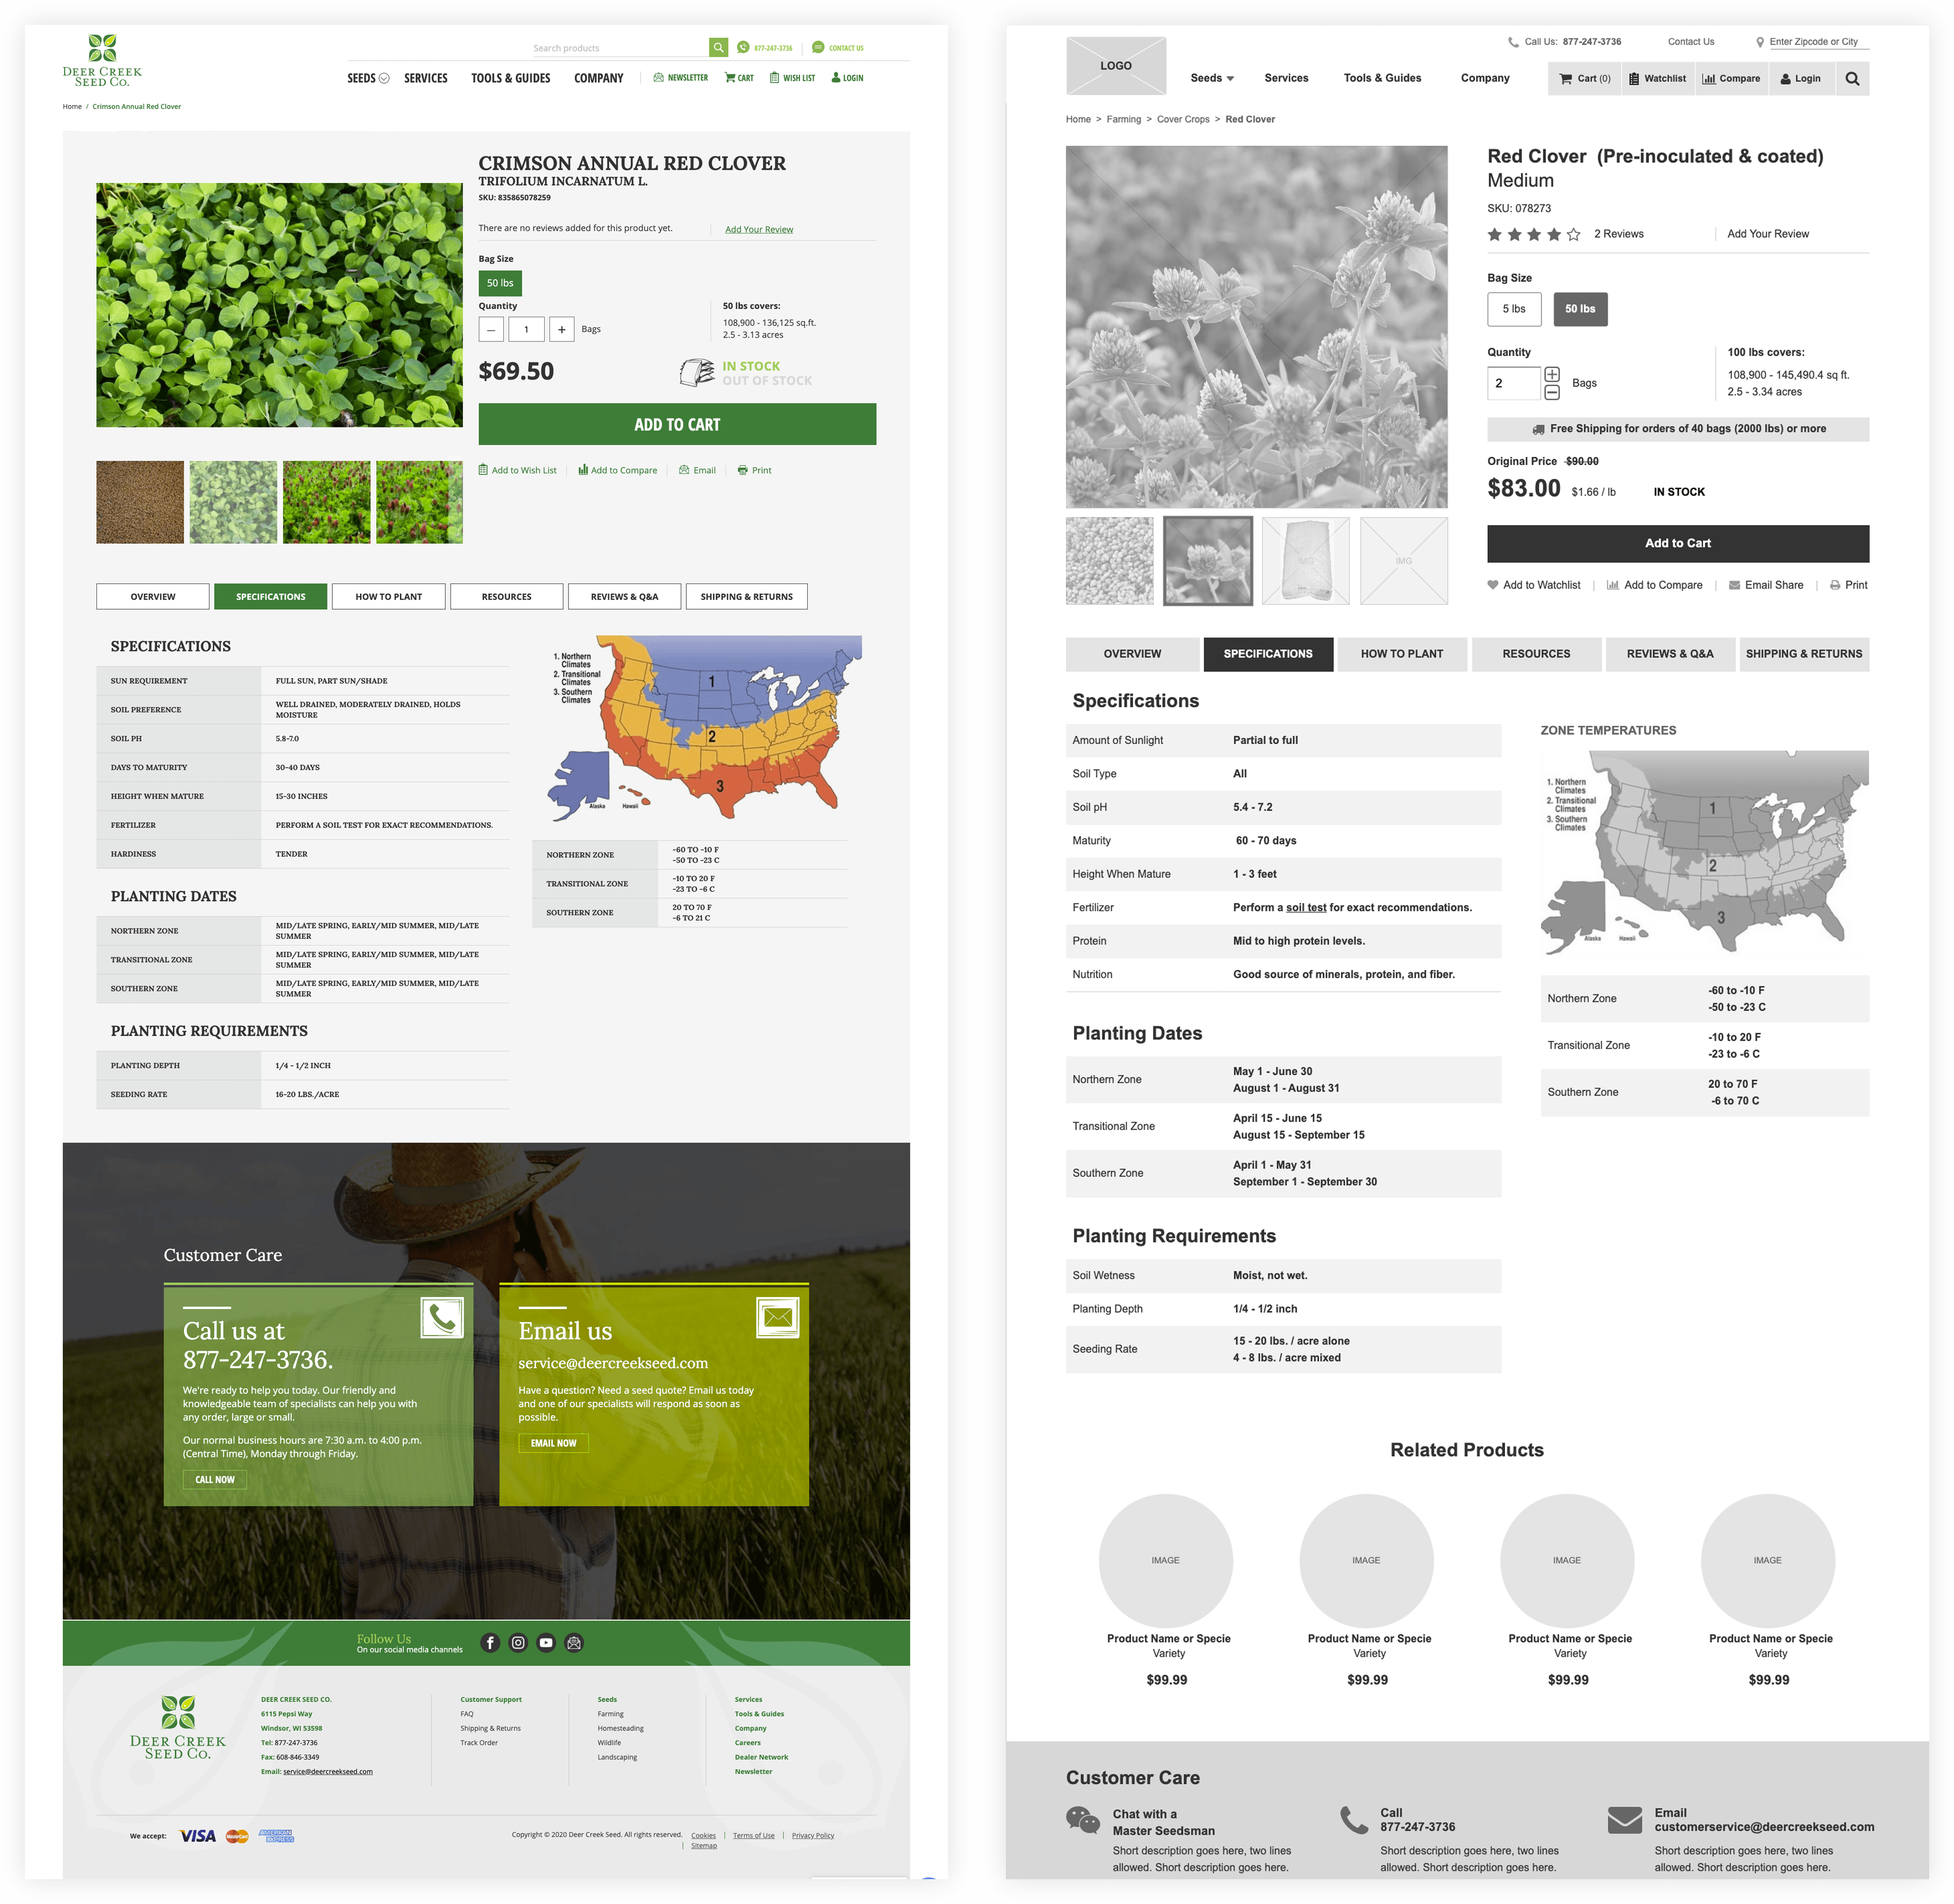 DEER CREEK
SEED CO.
Search products
877-247-3736
CONTACT US
SEEDS
SERVICES
TOOLS & GUIDES
COMPANY
NEWSLETTER
CART
WISH LIST
LOGIN
Home / Crimson Annual Red Clover
CRIMSON ANNUAL RED CLOVER
TRIFOLIUM INCARNATUM L.
SKU: 835865078259
There are no reviews added for this product yet.
Add Your Review
Bag Size
50 lbs
Quantity
50 lbs covers:
– 1 + Bags
108,900 - 136,125 sq.ft.
2.5 - 3.13 acres
$69.50
IN STOCK
OUT OF STOCK
ADD TO CART
Add to Wish List
Add to Compare
Email
Print
OVERVIEW
SPECIFICATIONS
HOW TO PLANT
RESOURCES
REVIEWS & Q&A
SHIPPING & RETURNS
SPECIFICATIONS
SUN REQUIREMENT FULL SUN, PART SUN/SHADE
SOIL PREFERENCE WELL DRAINED, MODERATELY DRAINED, HOLDS
MOISTURE
SOIL PH 5.8-7.0
DAYS TO MATURITY 30-40 DAYS
HEIGHT WHEN MATURE 15-30 INCHES
FERTILIZER PERFORM A SOIL TEST FOR EXACT RECOMMENDATIONS.
HARDINESS TENDER
PLANTING DATES
NORTHERN ZONE MID/LATE SPRING, EARLY/MID SUMMER, MID/LATE
SUMMER
TRANSITIONAL ZONE MID/LATE SPRING, EARLY/MID SUMMER, MID/LATE
SUMMER
SOUTHERN ZONE MID/LATE SPRING, EARLY/MID SUMMER, MID/LATE
SUMMER
PLANTING REQUIREMENTS
PLANTING DEPTH 1/4 - 1/2 INCH
SEEDING RATE 16-20 LBS./ACRE
1. Northern
Climates
2. Transitional
Climates
3. Southern
Climates
1
2
3
Alaska
Hawaii
NORTHERN ZONE -60 TO -10 F
-50 TO -23 C
TRANSITIONAL ZONE -10 TO 20 F
-23 TO -6 C
SOUTHERN ZONE 20 TO 70 F
-6 TO 21 C
Customer Care
Call us at
877-247-3736.
We're ready to help you today. Our friendly and
knowledgeable team of specialists can help you with
any order, large or small.
Our normal business hours are 7:30 a.m. to 4:00 p.m.
(Central Time), Monday through Friday.
CALL NOW
Email us
service@deercreekseed.com
Have a question? Need a seed quote? Email us today
and one of our specialists will respond as soon as
possible.
EMAIL NOW
Follow Us
On our social media channels
DEER CREEK
SEED CO.
DEER CREEK SEED CO.
6115 Pepsi Way
Windsor, WI 53598
Tel: 877-247-3736
Fax: 608-846-3349
Email: service@deercreekseed.com
Customer Support
FAQ
Shipping & Returns
Track Order
Seeds
Farming
Homesteading
Wildlife
Landscaping
Services
Tools & Guides
Company
Careers
Dealer Network
Newsletter
We accept: VISA MasterCard AMERICAN EXPRESS
Copyright © 2020 Deer Creek Seed. All rights reserved. Cookies | Terms of Use | Privacy Policy
| Sitemap
LOGO
Call Us: 877-247-3736
Contact Us
Enter Zipcode or City
Seeds
Services
Tools & Guides
Company
Cart (0)
Watchlist
Compare
Login
Home > Farming > Cover Crops > Red Clover
Red Clover (Pre-inoculated & coated)
Medium
SKU: 078273
2 Reviews
Add Your Review
Bag Size
5 lbs
50 lbs
Quantity
100 lbs covers:
2 Bags
108,900 - 145,490.4 sq ft.
2.5 - 3.34 acres
Free Shipping for orders of 40 bags (2000 lbs) or more
Original Price $90.00
$83.00 $1.66 / lb IN STOCK
Add to Cart
Add to Watchlist
Add to Compare
Email Share
Print
IMG
IMG
OVERVIEW
SPECIFICATIONS
HOW TO PLANT
RESOURCES
REVIEWS & Q&A
SHIPPING & RETURNS
Specifications
Amount of Sunlight Partial to full
Soil Type All
Soil pH 5.4 - 7.2
Maturity 60 - 70 days
Height When Mature 1 - 3 feet
Fertilizer Perform a soil test for exact recommendations.
Protein Mid to high protein levels.
Nutrition Good source of minerals, protein, and fiber.
Planting Dates
Northern Zone May 1 - June 30
August 1 - August 31
Transitional Zone April 15 - June 15
August 15 - September 15
Southern Zone April 1 - May 31
September 1 - September 30
Planting Requirements
Soil Wetness Moist, not wet.
Planting Depth 1/4 - 1/2 inch
Seeding Rate 15 - 20 lbs. / acre alone
4 - 8 lbs. / acre mixed
ZONE TEMPERATURES
1. Northern
Climates
2. Transitional
Climates
3. Southern
Climates
1
2
3
Alaska
Hawaii
Northern Zone -60 to -10 F
-50 to -23 C
Transitional Zone -10 to 20 F
-23 to -6 C
Southern Zone 20 to 70 F
-6 to 70 C
Related Products
IMAGE
IMAGE
IMAGE
IMAGE
Product Name or Specie
Variety
$99.99
Product Name or Specie
Variety
$99.99
Product Name or Specie
Variety
$99.99
Product Name or Specie
Variety
$99.99
Customer Care
Chat with a
Master Seedsman
Short description goes here, two lines
allowed. Short description goes here.
Call
877-247-3736
Short description goes here, two lines
allowed. Short description goes here.
Email
customerservice@deercreekseed.com
Short description goes here, two lines
allowed. Short description goes here.